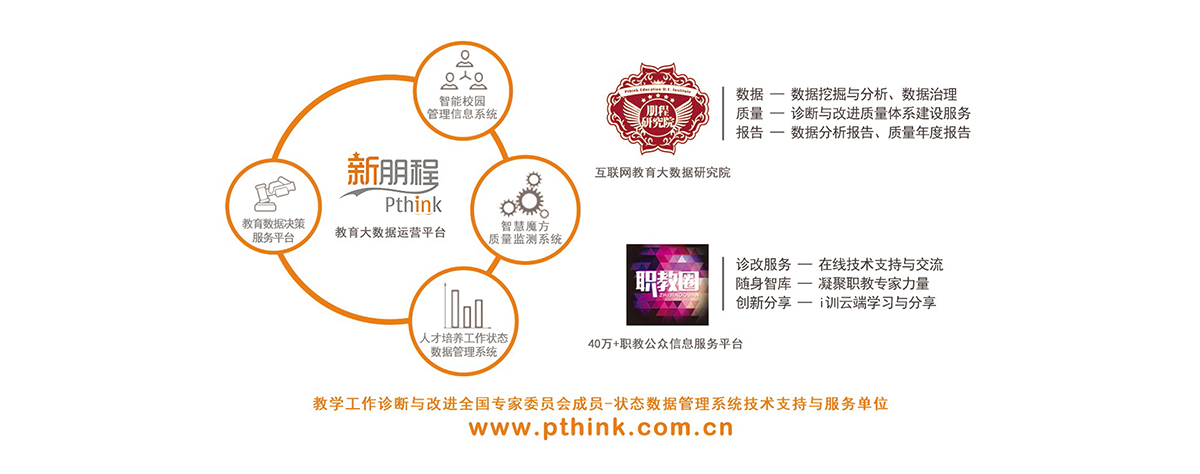 智能校园
管理信息系统
新朋程
Pthink
教育大数据运营平台
教育数据决策
服务平台
智慧魔方
质量监测系统
人才培养工作状态
数据管理系统
Pthink Education D.I. Institute
朋程
研究院
互联网教育大数据研究院
数据 — 数据挖掘与分析、数据治理
质量 — 诊断与改进质量体系建设服务
报告 — 数据分析报告、质量年度报告
职教圈
ZHIJIAOQUAN
40万+职教公众信息服务平台
诊改服务 — 在线技术支持与交流
随身智库 — 凝聚职教专家力量
创新分享 — i训云端学习与分享
教学工作诊断与改进全国专家委员会成员-状态数据管理系统技术支持与服务单位
www.pthink.com.cn